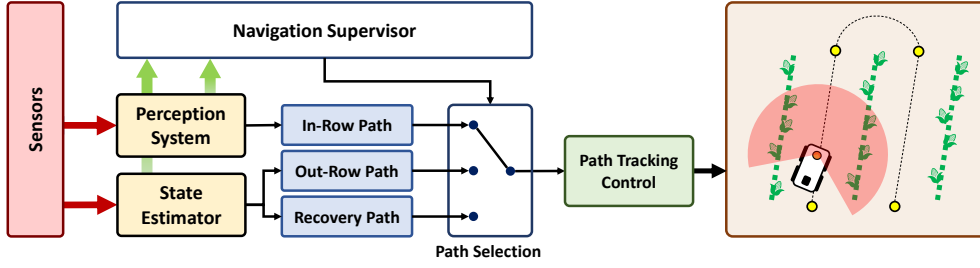 Sensors
Navigation Supervisor
Perception
System
State
Estimator
In-Row Path
Out-Row Path
Recovery Path
Path Selection
Path Tracking
Control